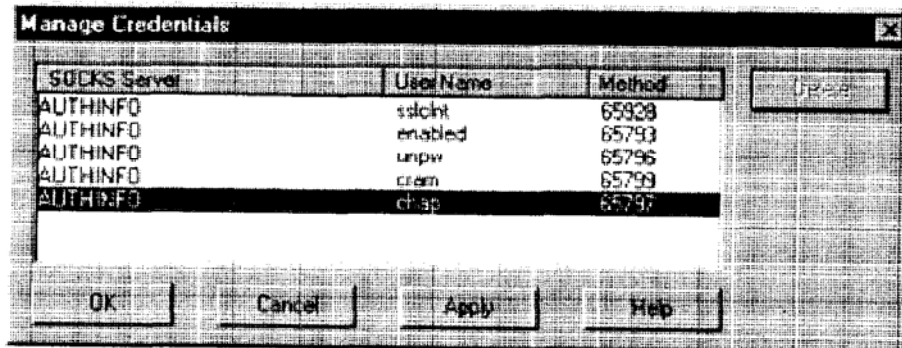 Manage Credentials
SOCKS Server User Name Method
AUTHINFO sslclnt 65928
AUTHINFO enabled 65793
AUTHINFO unpw 65796
AUTHINFO cram 65799
AUTHINFO chap 65797
OK Cancel Apply Help